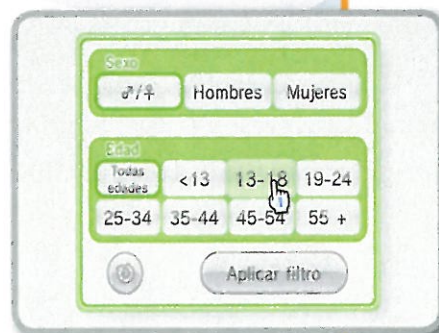 Sexo
♂/♀ Hombres Mujeres
Edad
Todas
edades <13 13-18 19-24
25-34 35-44 45-54 55 +
Aplicar filtro